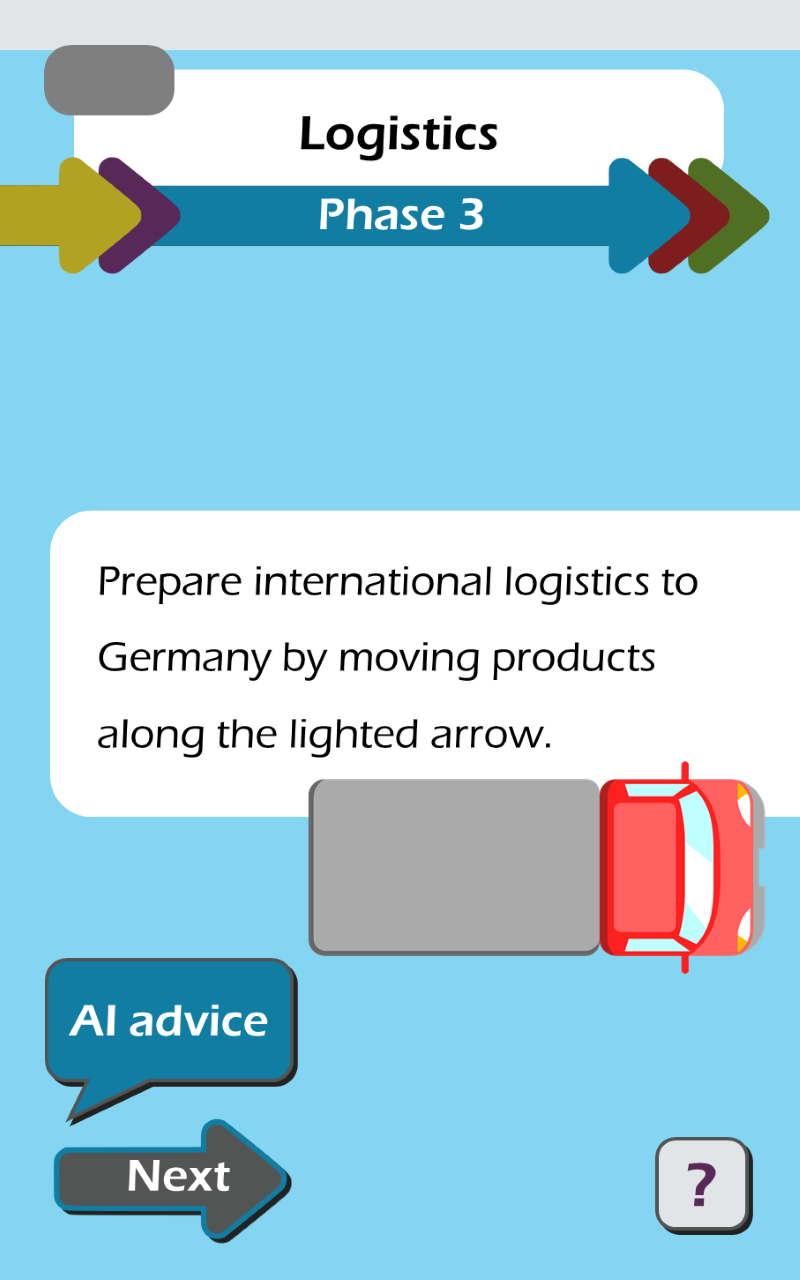 Logistics
Phase 3
Prepare international logistics to
Germany by moving products
along the lighted arrow.
AI advice
Next
?